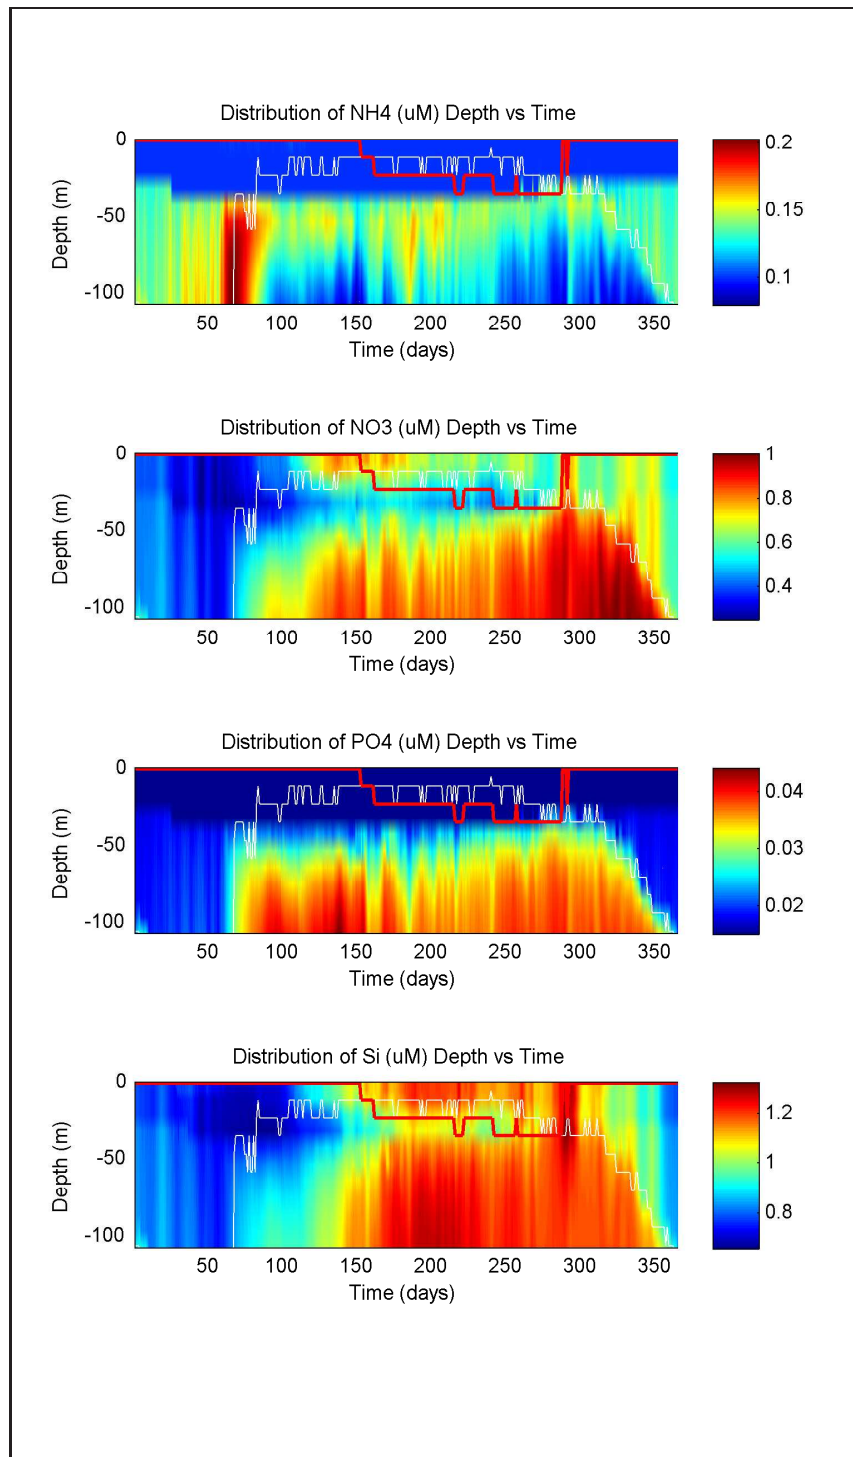 Distribution of NH4 (uM) Depth vs Time
0
-50
-100
Depth (m)
50 100 150 200 250 300 350
Time (days)
0.2
0.15
0.1
Distribution of NO3 (uM) Depth vs Time
0
-50
-100
Depth (m)
50 100 150 200 250 300 350
Time (days)
1
0.8
0.6
0.4
Distribution of PO4 (uM) Depth vs Time
0
-50
-100
Depth (m)
50 100 150 200 250 300 350
Time (days)
0.04
0.03
0.02
Distribution of Si (uM) Depth vs Time
0
-50
-100
Depth (m)
50 100 150 200 250 300 350
Time (days)
1.2
1
0.8